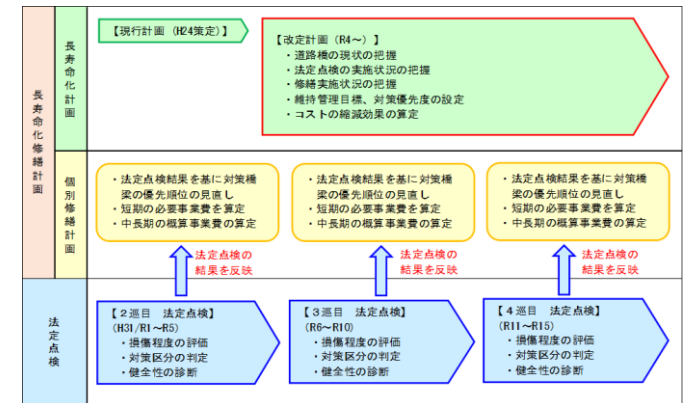 長寿命化修繕計画
長寿命化計画
【現行計画（H24策定）】
【改定計画（R4～）】
・道路橋の現状の把握
・法定点検の実施状況の把握
・修繕実施状況の把握
・維持管理目標、対策優先度の設定
・コストの縮減効果の算定
個別修繕計画
・法定点検結果を基に対策橋
梁の優先順位の見直し
・短期の必要事業費を算定
・中長期の概算事業費の算定
・法定点検結果を基に対策橋
梁の優先順位の見直し
・短期の必要事業費を算定
・中長期の概算事業費の算定
・法定点検結果を基に対策橋
梁の優先順位の見直し
・短期の必要事業費を算定
・中長期の概算事業費の算定
法定点検の
結果を反映
法定点検の
結果を反映
法定点検の
結果を反映
法定点検
【２巡目　法定点検】
(H31/R1～R5)
・損傷程度の評価
・対策区分の判定
・健全性の診断
【３巡目　法定点検】
(R6～R10)
・損傷程度の評価
・対策区分の判定
・健全性の診断
【４巡目　法定点検】
(R11～R15)
・損傷程度の評価
・対策区分の判定
・健全性の診断